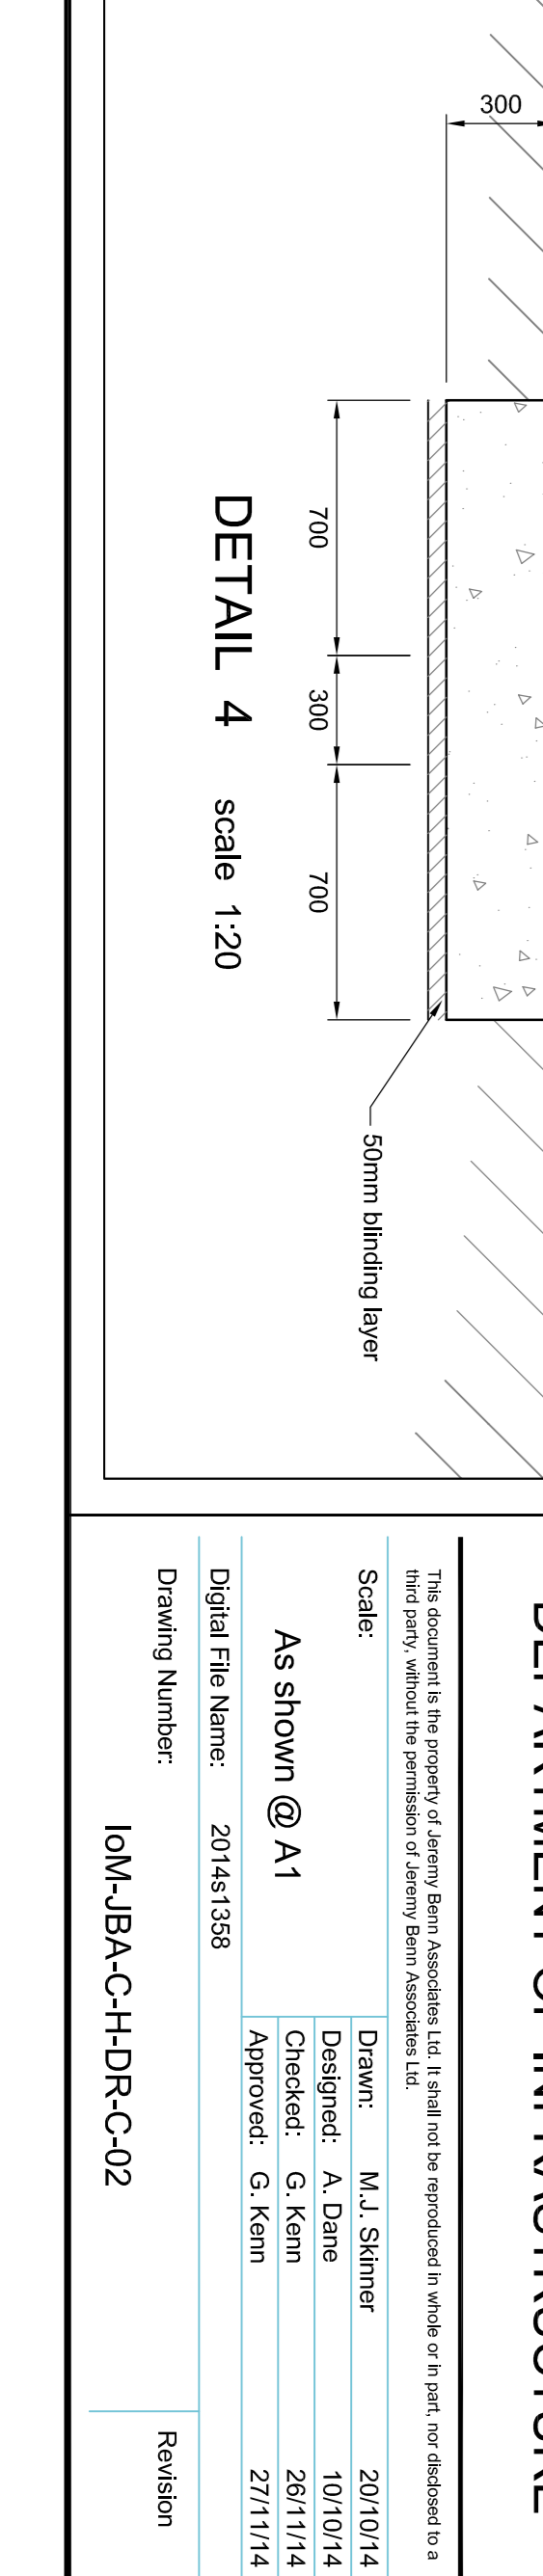 300
700
300
700
50mm blinding layer
DETAIL 4 scale 1:20
DEPARTMENT OF INFRASTRUCTURE
This document is the property of Jeremy Benn Associates Ltd. It shall not be reproduced in whole or in part, nor disclosed to a
third party, without the permission of Jeremy Benn Associates Ltd.
Scale:
As shown @ A1
Drawn: M.J. Skinner 20/10/14
Designed: A. Dane 10/10/14
Checked: G. Kenn 26/11/14
Approved: G. Kenn 27/11/14
Digital File Name: 2014s1358
Drawing Number: Revision
IoM-JBA-C-H-DR-C-02